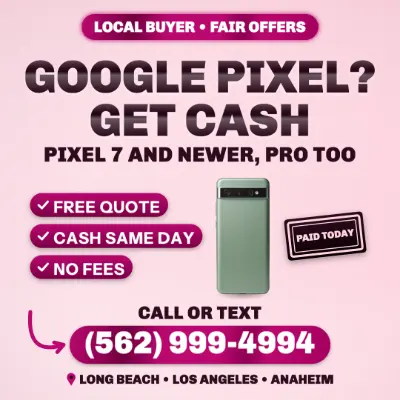 LOCAL BUYER • FAIR OFFERS
GOOGLE PIXEL?
GET CASH
PIXEL 7 AND NEWER, PRO TOO
FREE QUOTE
CASH SAME DAY
NO FEES
PAID TODAY
CALL OR TEXT
(562) 999-4994
LONG BEACH • LOS ANGELES • ANAHEIM